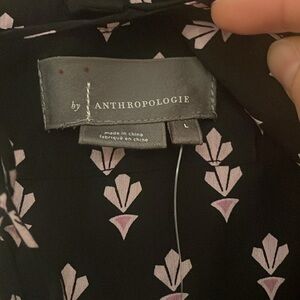 by ANTHROPOLOGIE
made in china
fabriqué en chine
L